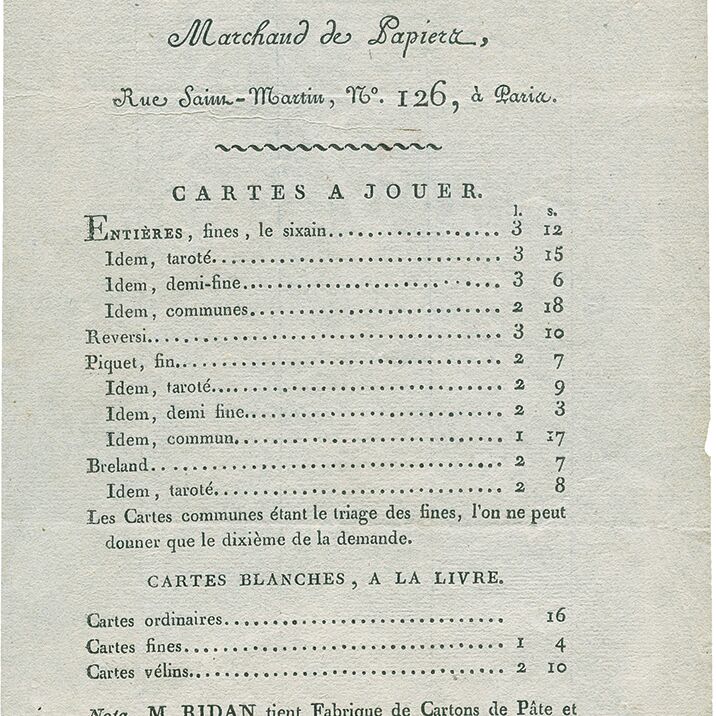 Marchand de Papiers,
Rue Saint-Martin, N°. 126, à Paris.
CARTES A JOUER.
l. s.
ENTIÈRES, fines, le sixain.................... 3 12
Idem, taroté.................................. 3 15
Idem, demi-fine............................... 3 6
Idem, communes................................ 2 18
Reversi....................................... 3 10
Piquet, fin................................... 2 7
Idem, taroté.................................. 2 9
Idem, demi fine............................... 2 3
Idem, commun.................................. 1 17
Breland....................................... 2 7
Idem, taroté.................................. 2 8
Les Cartes communes étant le triage des fines, l'on ne peut
donner que le dixième de la demande.
CARTES BLANCHES, A LA LIVRE.
Cartes ordinaires............................. 16
Cartes fines.................................. 1 4
Cartes vélins................................. 2 10
Nota. M. RIDAN tient Fabrique de Cartons de Pâte et